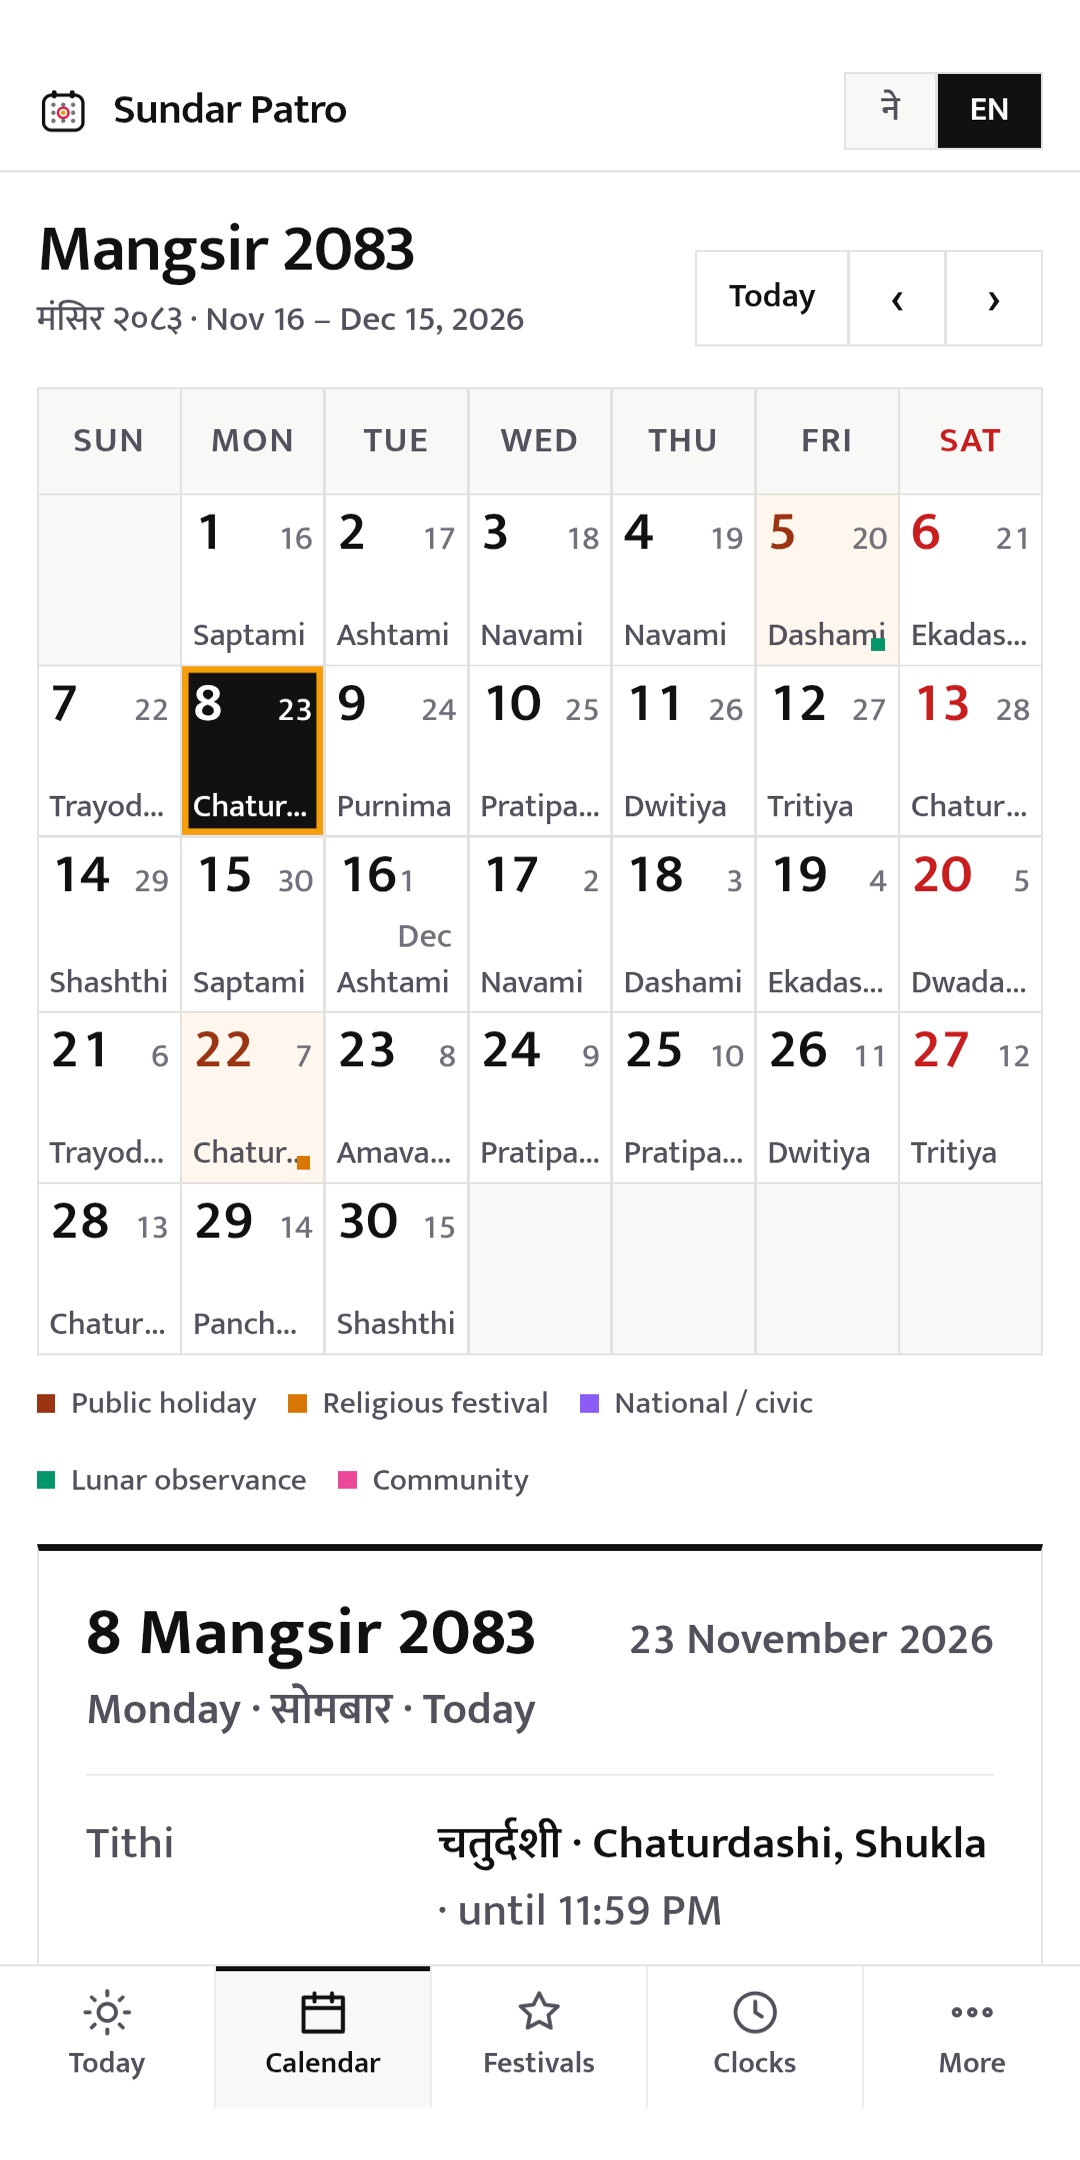 Sundar Patro
ने EN
Mangsir 2083
मंसिर २०८३ · Nov 16 – Dec 15, 2026
Today ‹ ›
SUN MON TUE WED THU FRI SAT
1 16 2 17 3 18 4 19 5 20 6 21
Saptami Ashtami Navami Navami Dashami Ekadas...
7 22 8 23 9 24 10 25 11 26 12 27 13 28
Trayod... Chatur... Purnima Pratipa... Dwitiya Tritiya Chatur...
14 29 15 30 16 1 17 2 18 3 19 4 20 5
Dec
Shashthi Saptami Ashtami Navami Dashami Ekadas... Dwada...
21 6 22 7 23 8 24 9 25 10 26 11 27 12
Trayod... Chatur... Amava... Pratipa... Pratipa... Dwitiya Tritiya
28 13 29 14 30 15
Chatur... Panch... Shashthi
Public holiday Religious festival National / civic
Lunar observance Community
8 Mangsir 2083 23 November 2026
Monday · सोमबार · Today
Tithi चतुर्दशी · Chaturdashi, Shukla
· until 11:59 PM
Today Calendar Festivals Clocks More